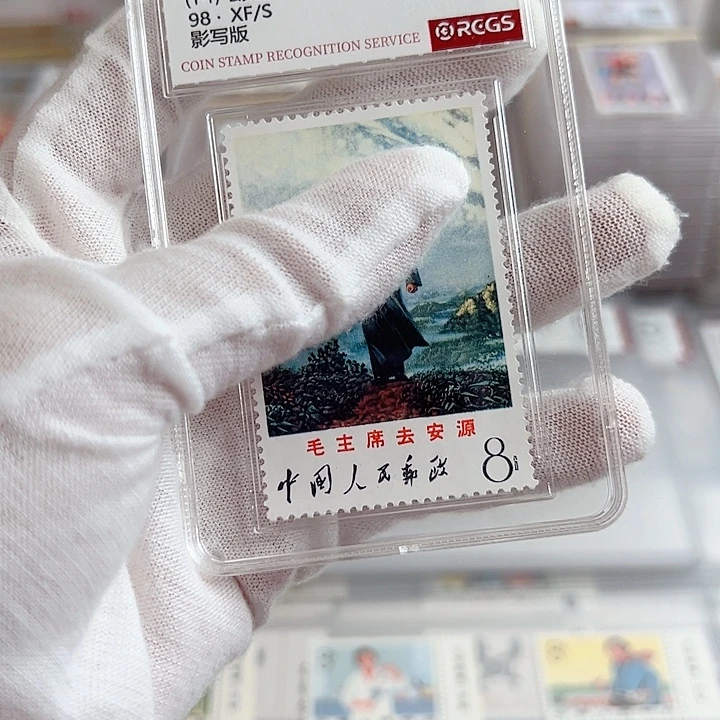 98· XF/S
影写版
RCGS
COIN STAMP RECOGNITION SERVICE
毛主席去安源
中国人民邮政
8分